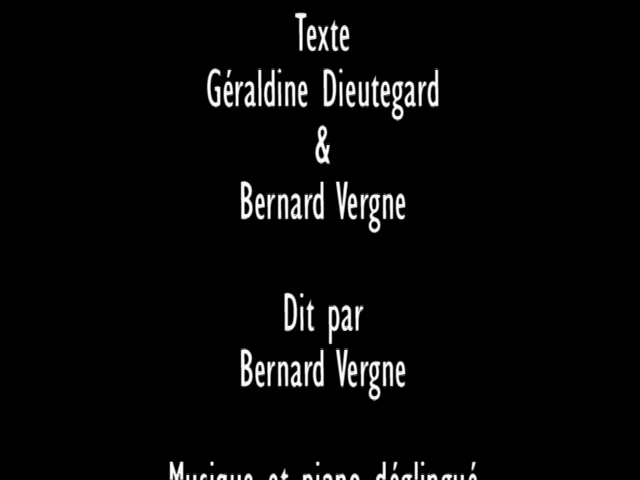 Texte
Géraldine Dieutegard
&
Bernard Vergne
Dit par
Bernard Vergne
Musique et piano déglingué